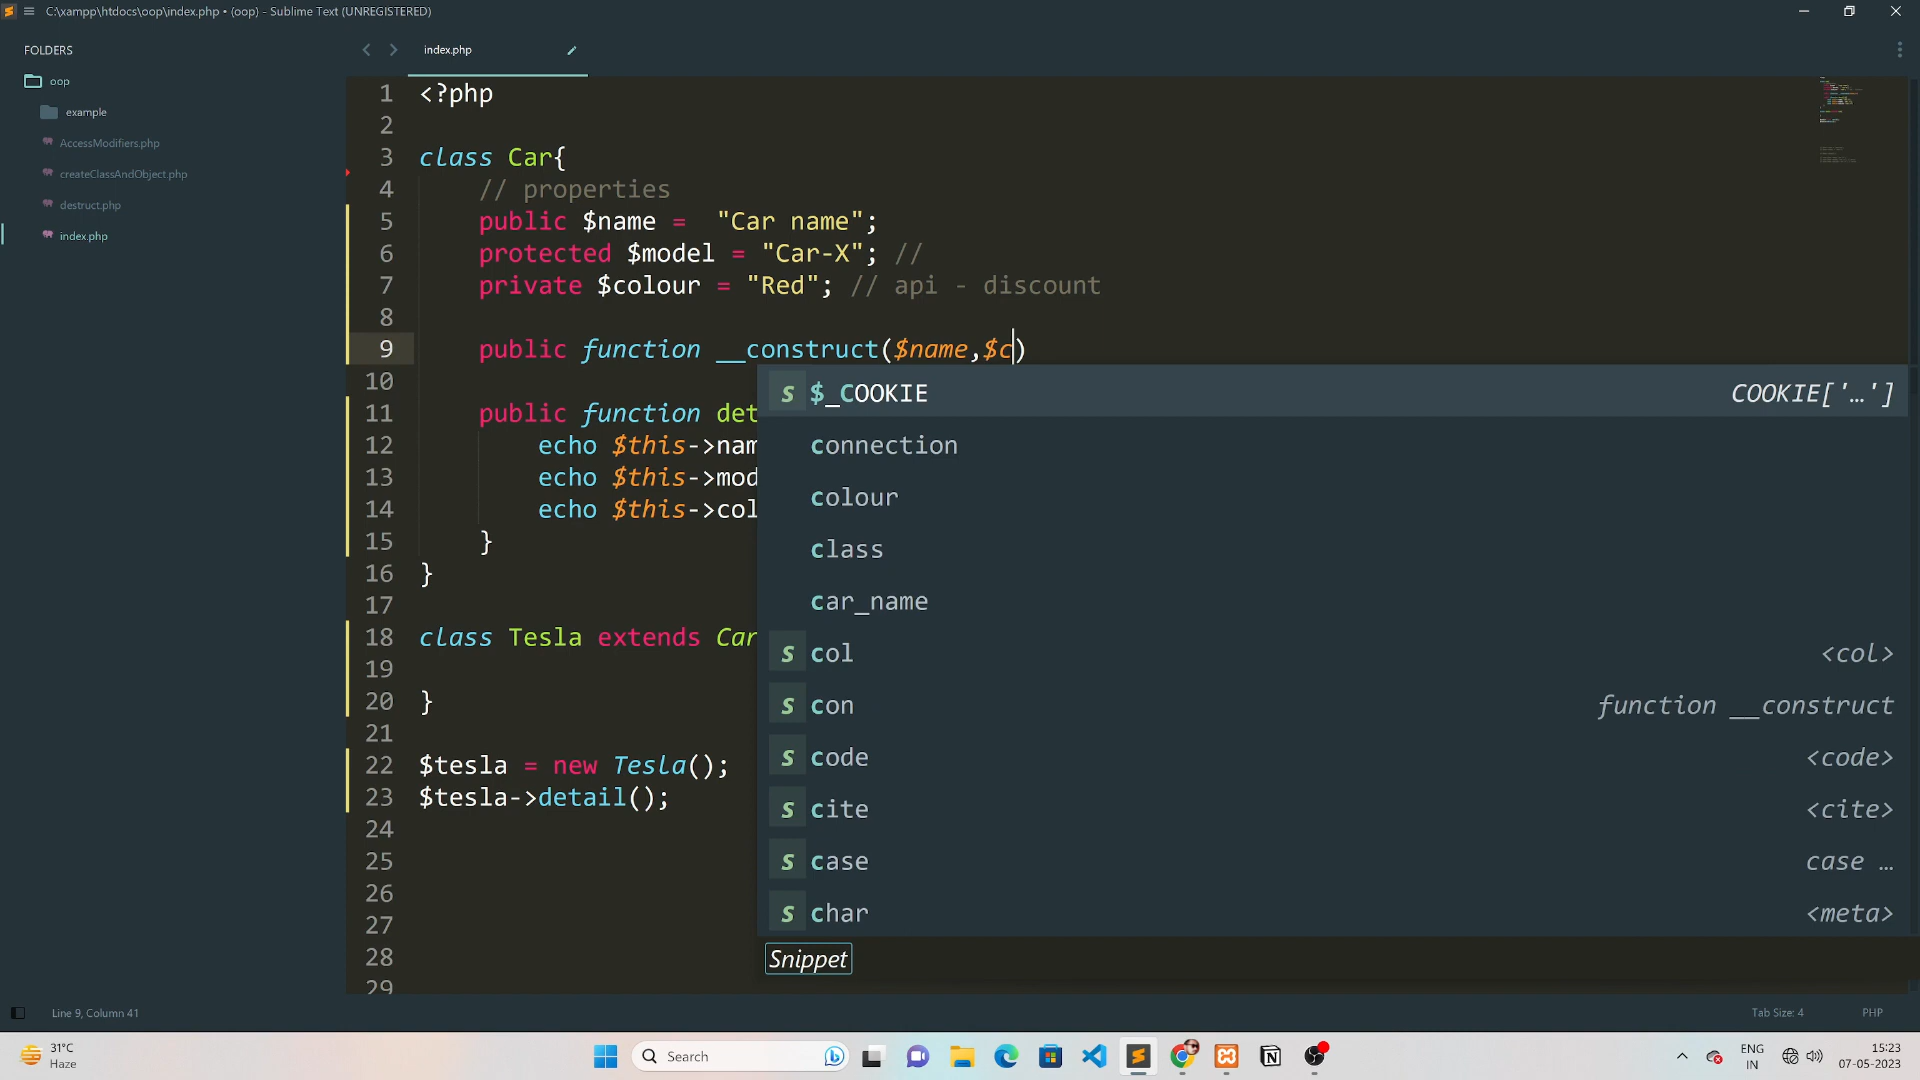 C:\xampp\htdocs\oop\index.php • (oop) - Sublime Text (UNREGISTERED)
FOLDERS
oop
example
AccessModifiers.php
createClassAndObject.php
destruct.php
index.php
index.php
1 <?php
2
3 class Car{
4 // properties
5 public $name = "Car name";
6 protected $model = "Car-X"; //
7 private $colour = "Red"; // api - discount
8
9 public function __construct($name,$c)
10
11 public function det
12 echo $this->nam
13 echo $this->mod
14 echo $this->col
15 }
16 }
17
18 class Tesla extends Car
19
20 }
21
22 $tesla = new Tesla();
23 $tesla->detail();
24
25
26
27
28
29
s $_COOKIE COOKIE['…']
connection
colour
class
car_name
s col <col>
s con function __construct
s code <code>
s cite <cite>
s case case …
s char <meta>
Snippet
Line 9, Column 41
Tab Size: 4
PHP
31°C
Haze
Search
ENG
IN
15:23
07-05-2023